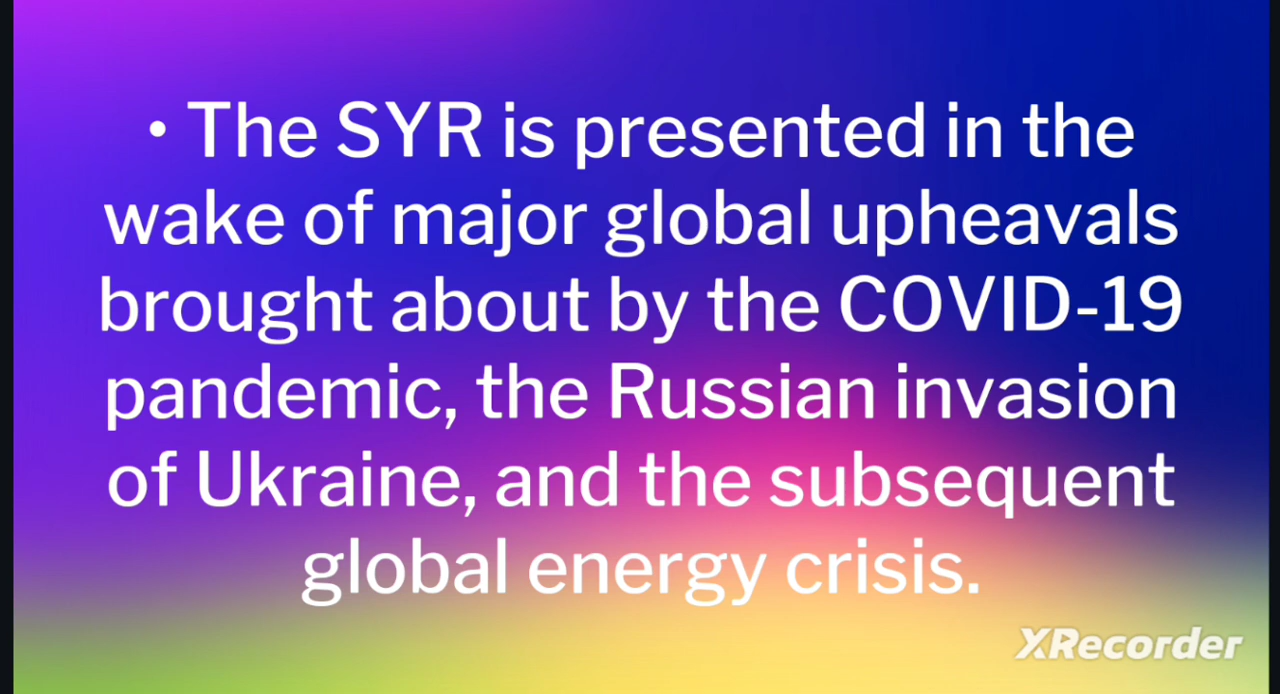 • The SYR is presented in the
wake of major global upheavals
brought about by the COVID-19
pandemic, the Russian invasion
of Ukraine, and the subsequent
global energy crisis.
XRecorder